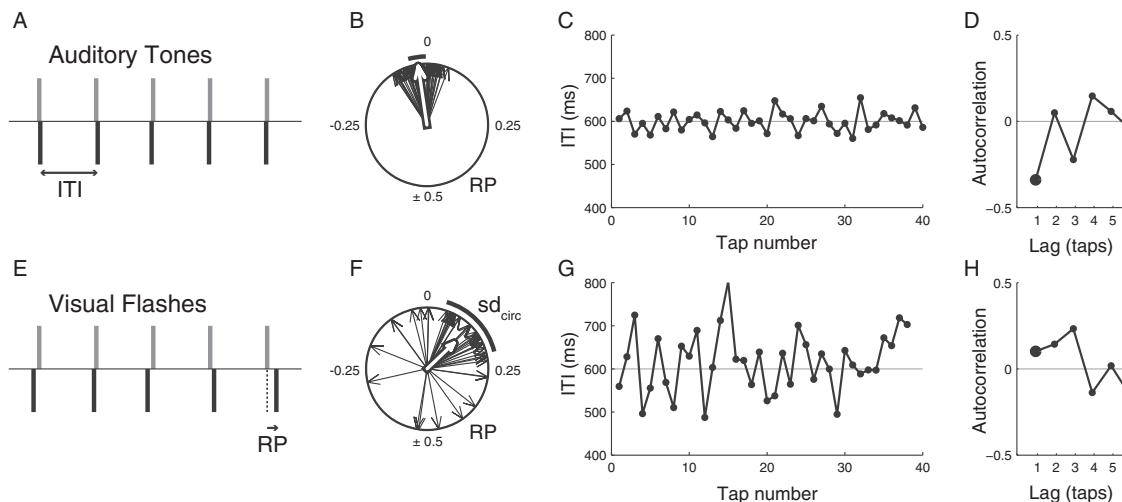 A
Auditory Tones
ITI
B
0
-0.25
0.25
± 0.5
RP
C
800
700
600
500
400
0
10
20
30
40
ITI (ms)
Tap number
D
0.5
0
−0.5
1 2 3 4 5
Autocorrelation
Lag (taps)
E
Visual Flashes
RP
F
0
sd circ
-0.25
0.25
± 0.5
RP
G
800
700
600
500
400
0
10
20
30
40
ITI (ms)
Tap number
H
0.5
0
−0.5
1 2 3 4 5
Autocorrelation
Lag (taps)